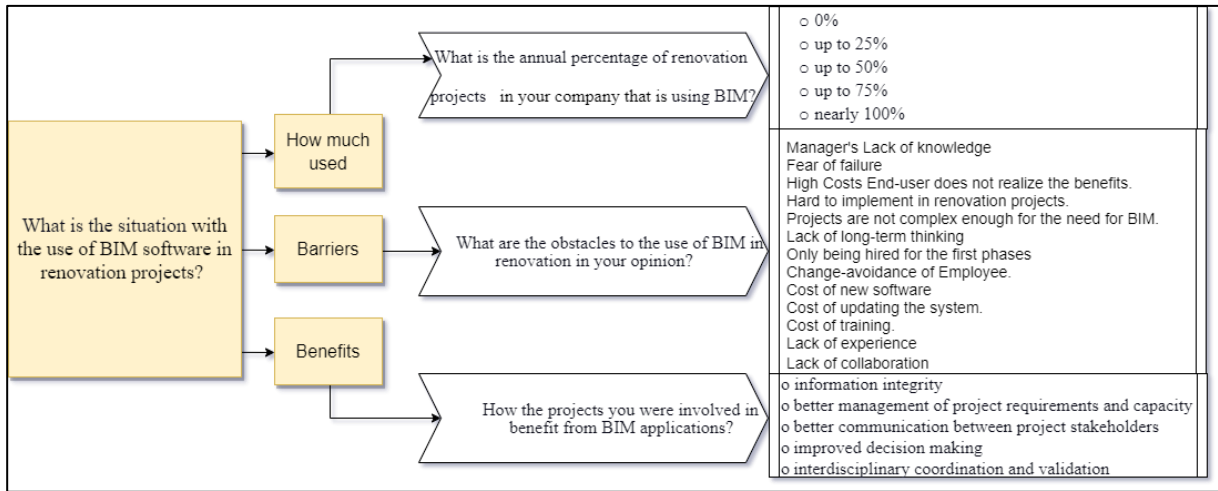 What is the situation with
the use of BIM software in
renovation projects?
How much
used
What is the annual percentage of renovation
projects in your company that is using BIM?
o 0%
o up to 25%
o up to 50%
o up to 75%
o nearly 100%
Barriers
What are the obstacles to the use of BIM in
renovation in your opinion?
Manager's Lack of knowledge
Fear of failure
High Costs End-user does not realize the benefits.
Hard to implement in renovation projects.
Projects are not complex enough for the need for BIM.
Lack of long-term thinking
Only being hired for the first phases
Change-avoidance of Employee.
Cost of new software
Cost of updating the system.
Cost of training.
Lack of experience
Lack of collaboration
Benefits
How the projects you were involved in
benefit from BIM applications?
o information integrity
o better management of project requirements and capacity
o better communication between project stakeholders
o improved decision making
o interdisciplinary coordination and validation